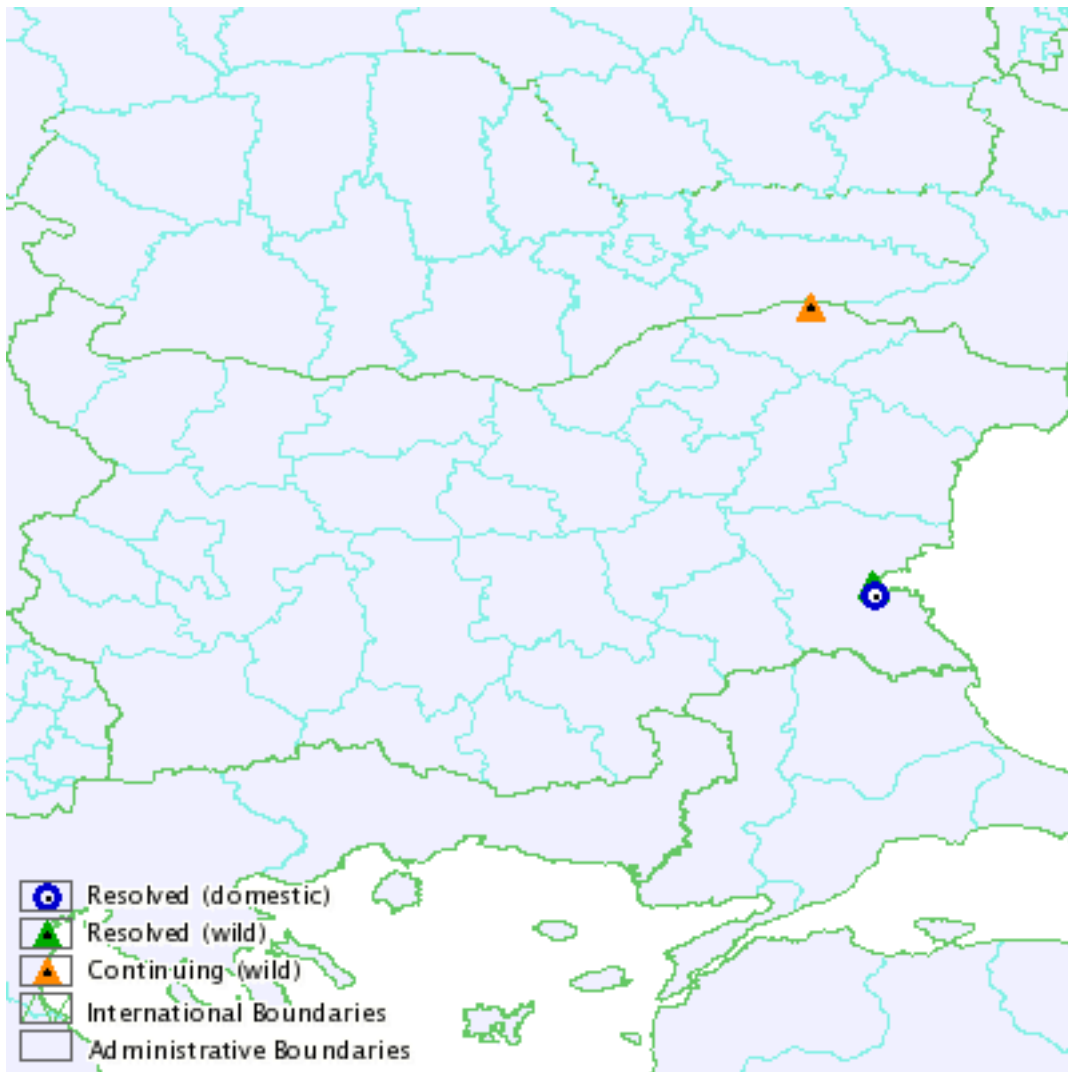 Resolved (domestic)
Resolved (wild)
Continuing (wild)
International Boundaries
Administrative Boundaries